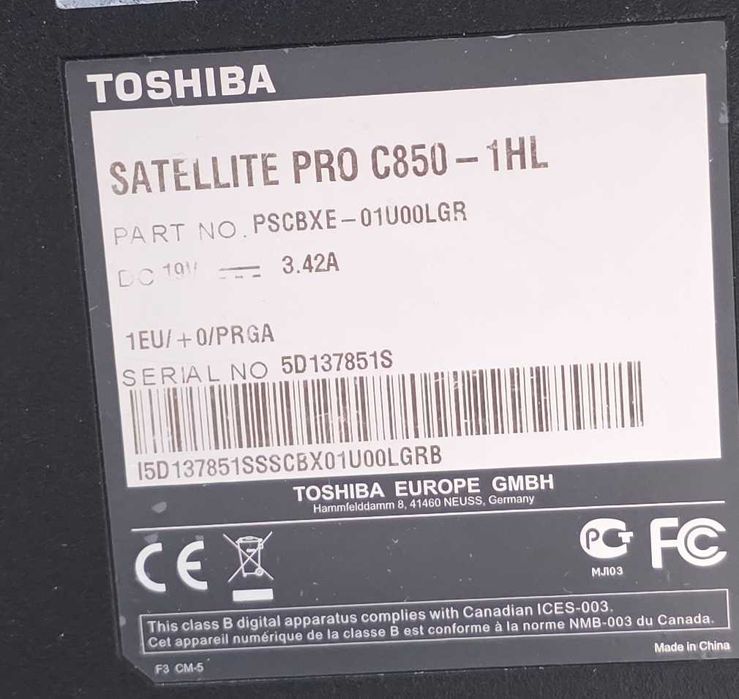 TOSHIBA
SATELLITE PRO C850-1HL
PART NO. PSCBXE-01U00LGR
DC 19V 3.42A
1EU/+0/PRGA
SERIAL NO 5D137851S
I5D137851SSSCBX01U00LGRB
TOSHIBA EUROPE GMBH
Hammfelddamm 8, 41460 NEUSS, Germany
CE
РСТ FC
МЛ03
This class B digital apparatus complies with Canadian ICES-003.
Cet appareil numérique de la classe B est conforme à la norme NMB-003 du Canada.
Made in China
F3 CM-5